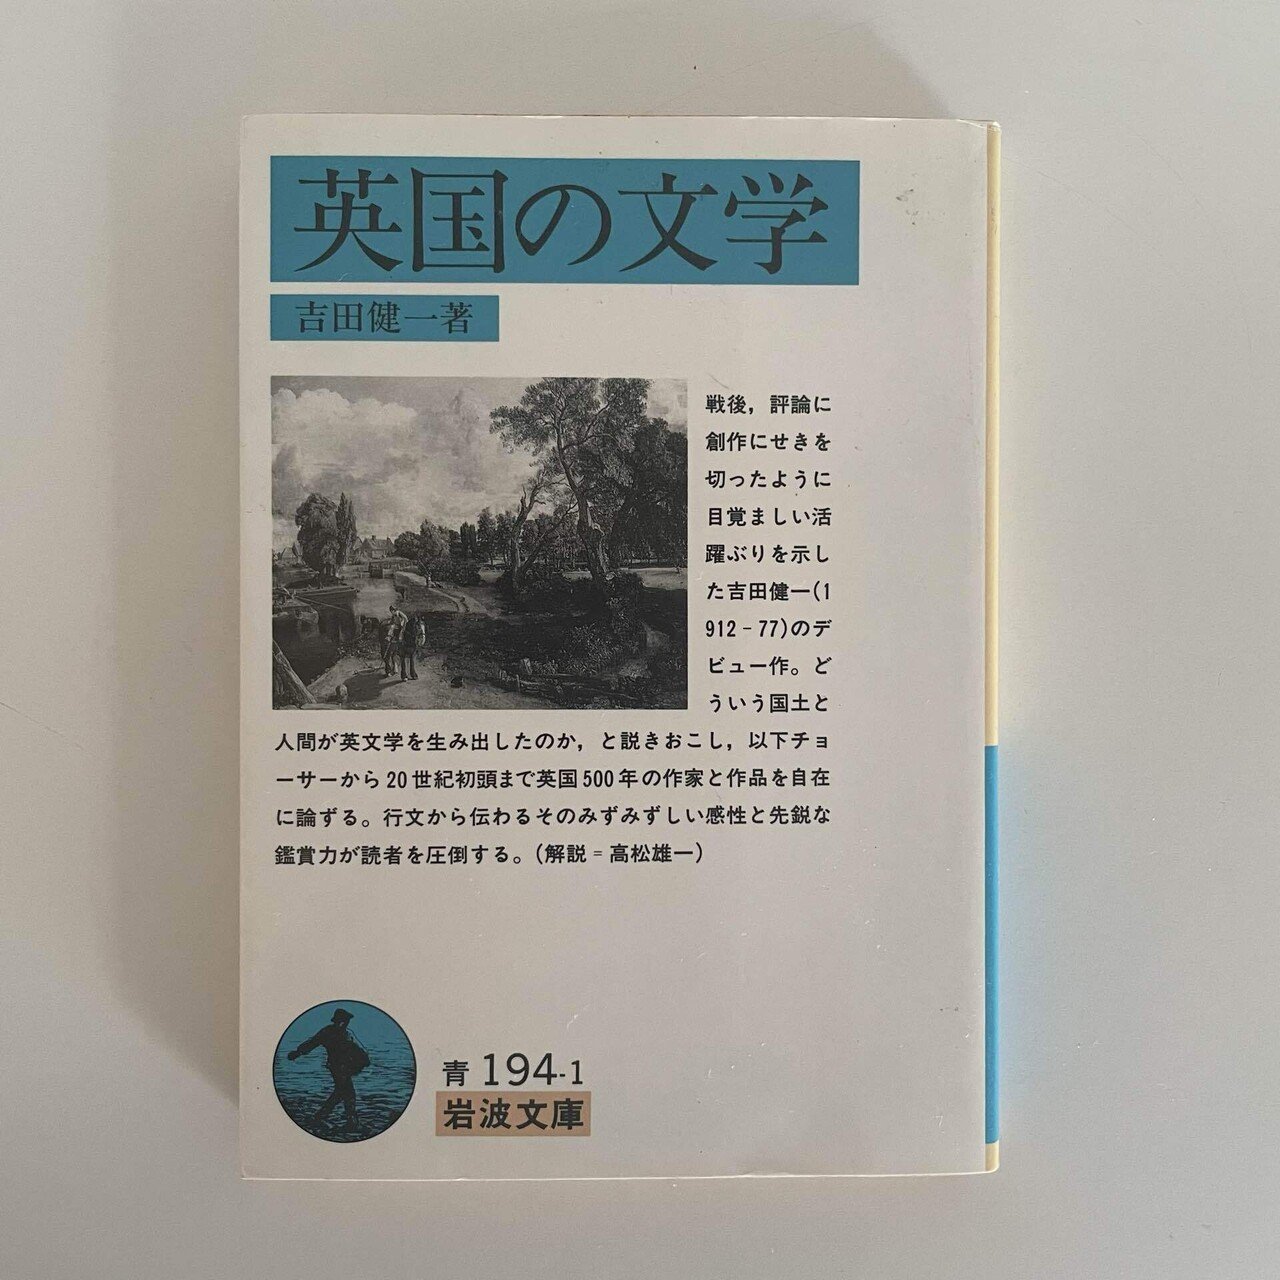 英国の文学
吉田健一著
戦後，評論に
創作にせきを
切ったように
目覚ましい活
躍ぶりを示し
た吉田健一(1
912-77)のデ
ビュー作。ど
ういう国土と
人間が英文学を生み出したのか，と説きおこし，以下チョ
ーサーから20世紀初頭まで英国500年の作家と作品を自在
に論ずる。行文から伝わるそのみずみずしい感性と先鋭な
鑑賞力が読者を圧倒する。(解説＝高松雄一)
青 194-1
岩波文庫